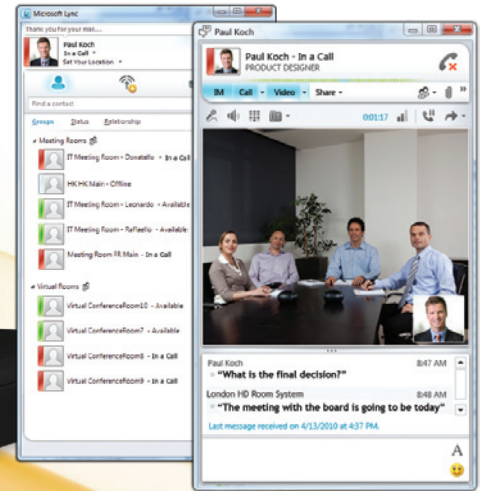 Microsoft Lync
Thank you for your mail...
Paul Koch
In a Call
Set Your Location
Find a contact
Groups Status Relationship
Meeting Rooms
IT Meeting Room - Donatello - In a Call
HK HK Main - Offline
IT Meeting Room - Leonardo - Available
IT Meeting Room - Raffaello - Available
Meeting Room FR Main - In a Call
Virtual Rooms
Virtual ConferenceRoom10 - Available
Virtual ConferenceRoom7 - Available
Virtual ConferenceRoom8 - In a Call
Virtual ConferenceRoom9 - In a Call
Paul Koch
Paul Koch - In a Call
PRODUCT DESIGNER
IM Call Video Share
0:01:17
Paul Koch 8:47 AM
"What is the final decision?"
London HD Room System 8:48 AM
"The meeting with the board is going to be today"
Last message received on 4/13/2010 at 4:37 PM.
A